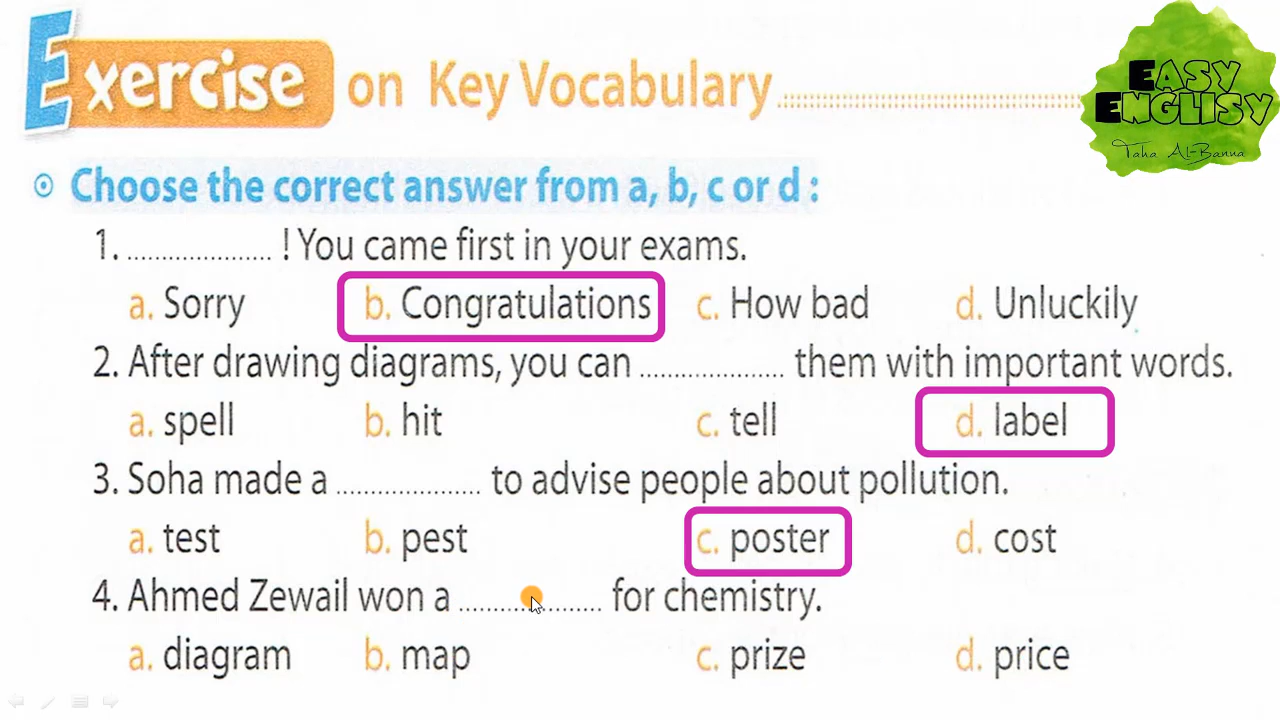 Exercise on Key Vocabulary
EASY
ENGLISY
Taha AL-Banna
Choose the correct answer from a, b, c or d :
1. .................... ! You came first in your exams.
a. Sorry b. Congratulations c. How bad d. Unluckily
2. After drawing diagrams, you can .................... them with important words.
a. spell b. hit c. tell d. label
3. Soha made a .................... to advise people about pollution.
a. test b. pest c. poster d. cost
4. Ahmed Zewail won a .................... for chemistry.
a. diagram b. map c. prize d. price